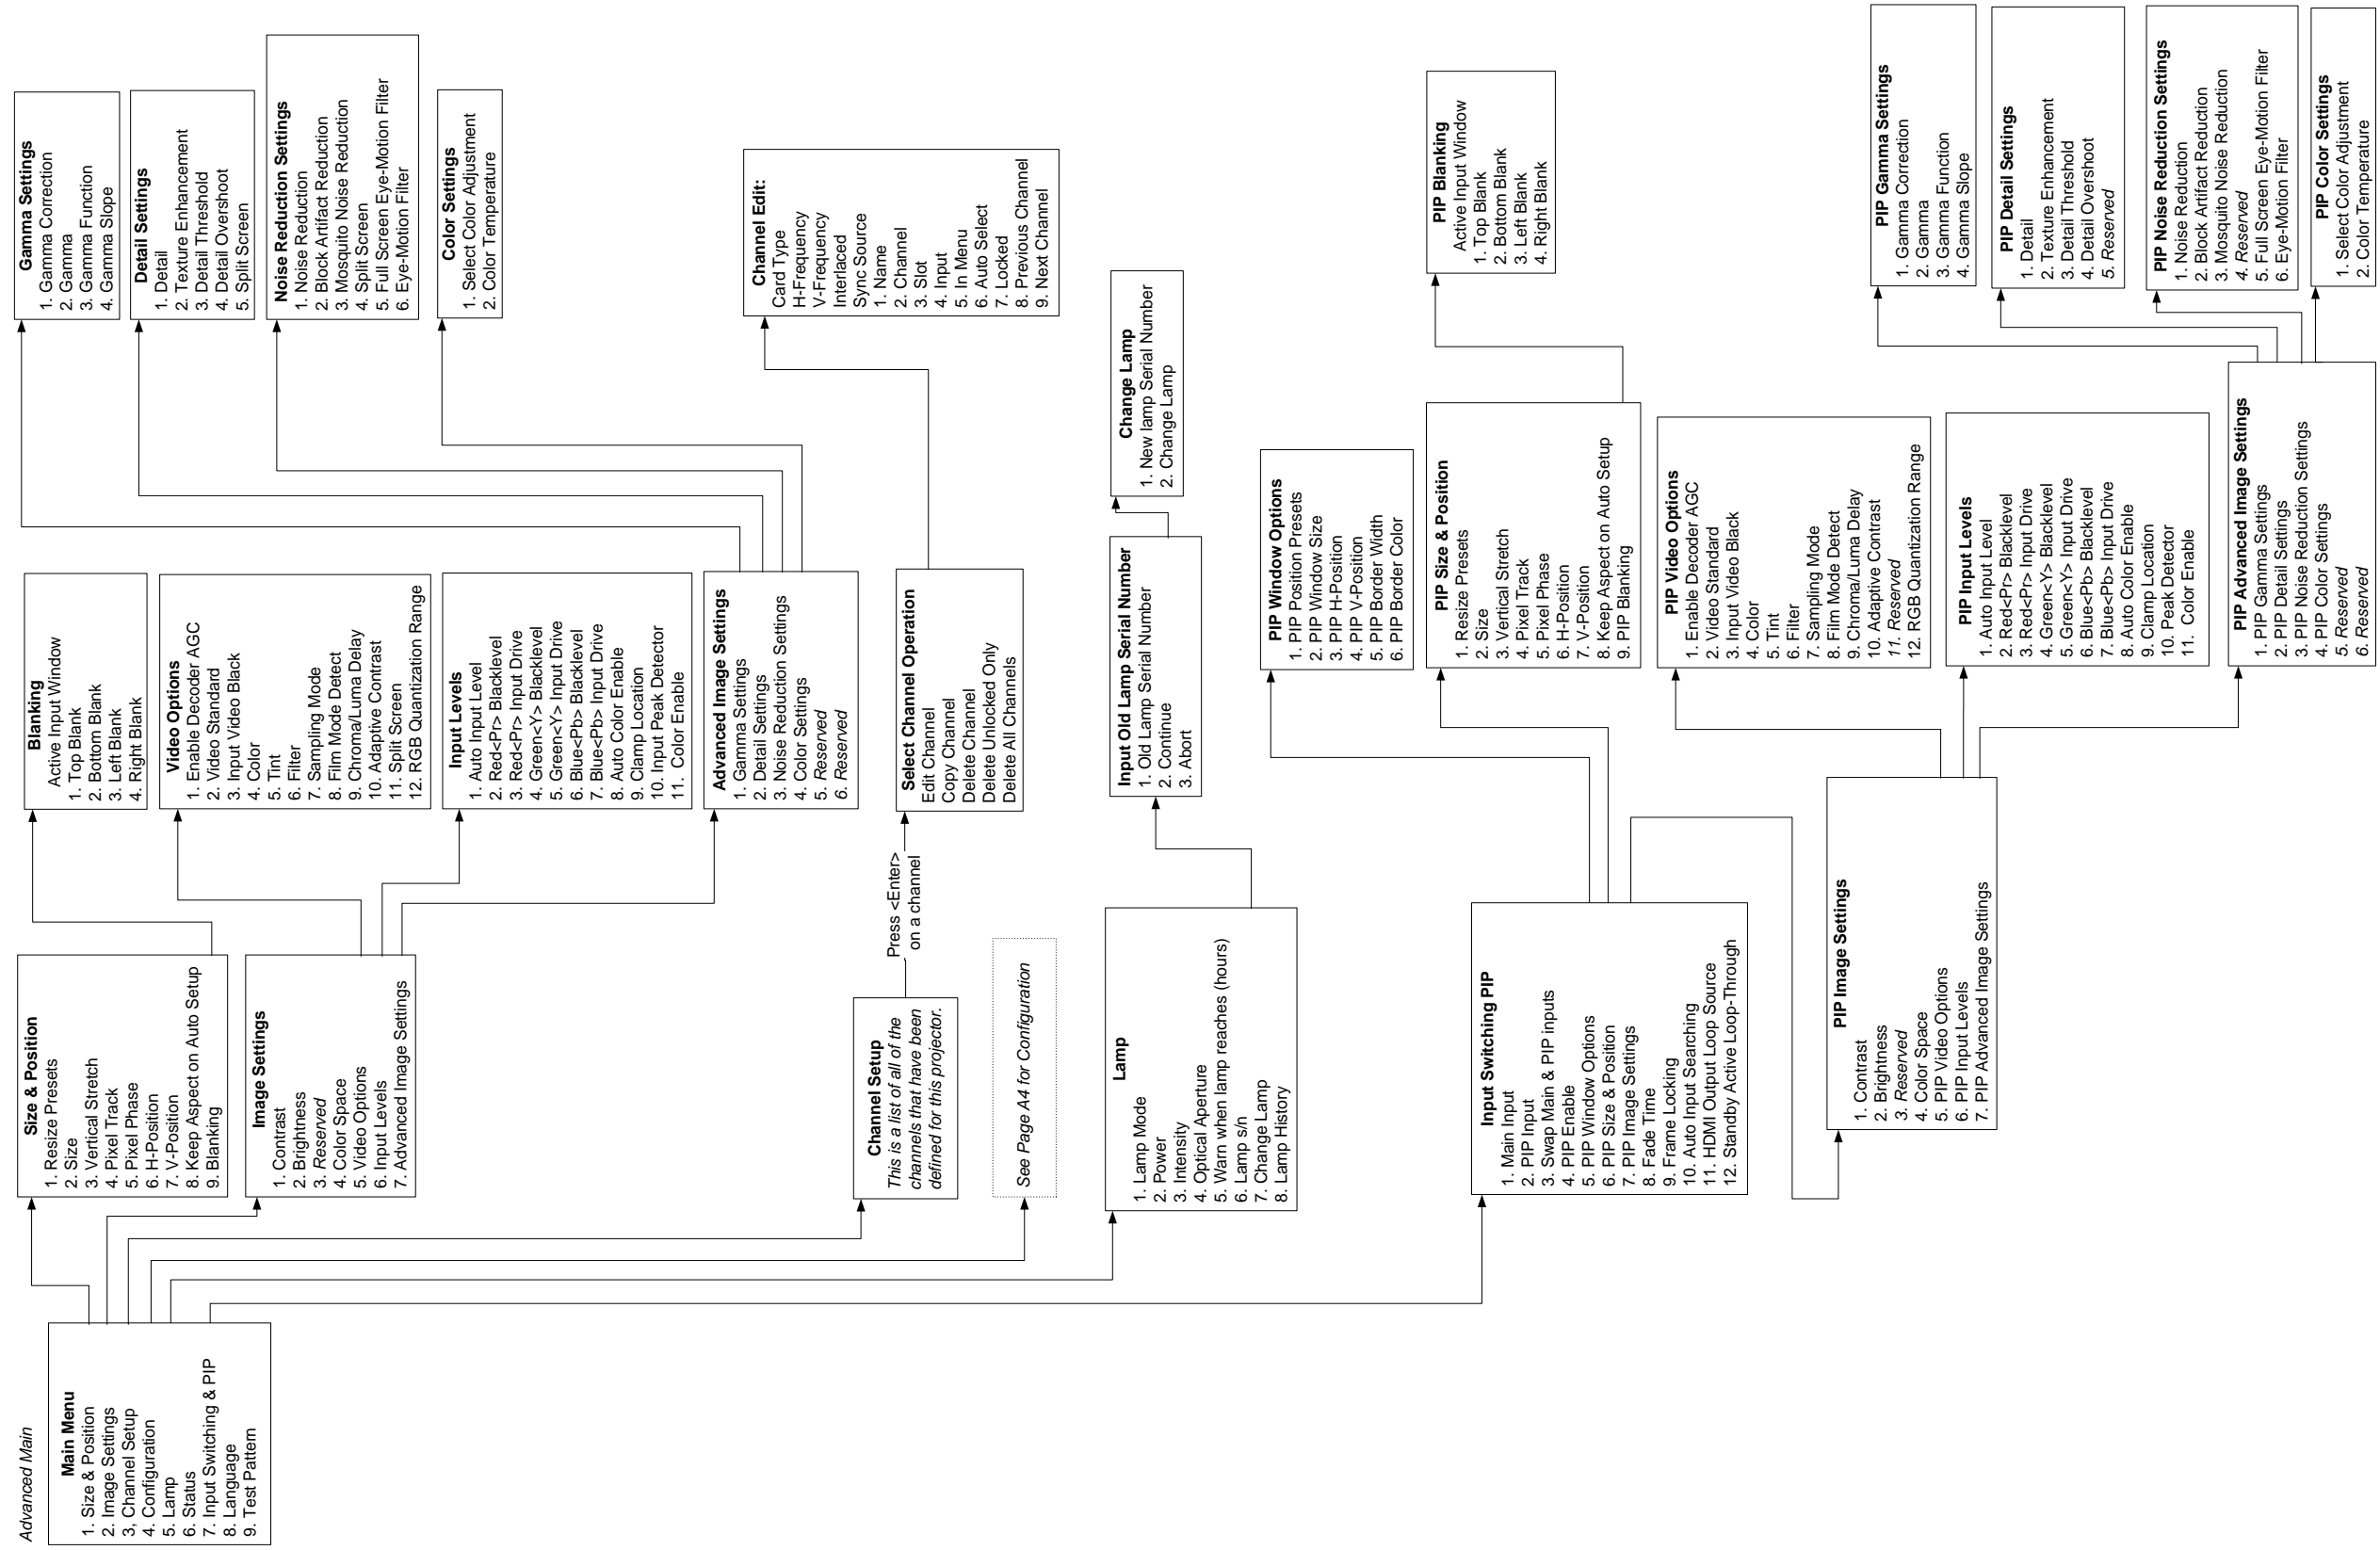 Advanced Main
Main Menu
1. Size & Position
2. Image Settings
3, Channel Setup
4. Configuration
5. Lamp
6. Status
7. Input Switching & PIP
8. Language
9. Test Pattern
Size & Position
1. Resize Presets
2. Size
3. Vertical Stretch
4. Pixel Track
5. Pixel Phase
6. H-Position
7. V-Position
8. Keep Aspect on Auto Setup
9. Blanking
Image Settings
1. Contrast
2. Brightness
3. Reserved
4. Color Space
5. Video Options
6. Input Levels
7. Advanced Image Settings
Channel Setup
This is a list of all of the
channels that have been
defined for this projector.
See Page A4 for Configuration
Lamp
1. Lamp Mode
2. Power
3. Intensity
4. Optical Aperture
5. Warn when lamp reaches (hours)
6. Lamp s/n
7. Change Lamp
8. Lamp History
Input Switching PIP
1. Main Input
2. PIP Input
3. Swap Main & PIP inputs
4. PIP Enable
5. PIP Window Options
6. PIP Size & Position
7. PIP Image Settings
8. Fade Time
9. Frame Locking
10. Auto Input Searching
11. HDMI Output Loop Source
12. Standby Active Loop-Through
PIP Image Settings
1. Contrast
2. Brightness
3. Reserved
4. Color Space
5. PIP Video Options
6. PIP Input Levels
7. PIP Advanced Image Settings
Press <Enter>
on a channel
Blanking
Active Input Window
1. Top Blank
2. Bottom Blank
3. Left Blank
4. Right Blank
Video Options
1. Enable Decoder AGC
2. Video Standard
3. Input Video Black
4. Color
5. Tint
6. Filter
7. Sampling Mode
8. Film Mode Detect
9. Chroma/Luma Delay
10. Adaptive Contrast
11. Split Screen
12. RGB Quantization Range
Input Levels
1. Auto Input Level
2. Red<Pr> Blacklevel
3. Red<Pr> Input Drive
4. Green<Y> Blacklevel
5. Green<Y> Input Drive
6. Blue<Pb> Blacklevel
7. Blue<Pb> Input Drive
8. Auto Color Enable
9. Clamp Location
10. Input Peak Detector
11. Color Enable
Advanced Image Settings
1. Gamma Settings
2. Detail Settings
3. Noise Reduction Settings
4. Color Settings
5. Reserved
6. Reserved
Select Channel Operation
Edit Channel
Copy Channel
Delete Channel
Delete Unlocked Only
Delete All Channels
Input Old Lamp Serial Number
1. Old Lamp Serial Number
2. Continue
3. Abort
PIP Window Options
1. PIP Position Presets
2. PIP Window Size
3. PIP H-Position
4. PIP V-Position
5. PIP Border Width
6. PIP Border Color
PIP Size & Position
1. Resize Presets
2. Size
3. Vertical Stretch
4. Pixel Track
5. Pixel Phase
6. H-Position
7. V-Position
8. Keep Aspect on Auto Setup
9. PIP Blanking
PIP Video Options
1. Enable Decoder AGC
2. Video Standard
3. Input Video Black
4. Color
5. Tint
6. Filter
7. Sampling Mode
8. Film Mode Detect
9. Chroma/Luma Delay
10. Adaptive Contrast
11. Reserved
12. RGB Quantization Range
PIP Input Levels
1. Auto Input Level
2. Red<Pr> Blacklevel
3. Red<Pr> Input Drive
4. Green<Y> Blacklevel
5. Green<Y> Input Drive
6. Blue<Pb> Blacklevel
7. Blue<Pb> Input Drive
8. Auto Color Enable
9. Clamp Location
10. Peak Detector
11. Color Enable
PIP Advanced Image Settings
1. PIP Gamma Settings
2. PIP Detail Settings
3. PIP Noise Reduction Settings
4. PIP Color Settings
5. Reserved
6. Reserved
Gamma Settings
1. Gamma Correction
2. Gamma
3. Gamma Function
4. Gamma Slope
Detail Settings
1. Detail
2. Texture Enhancement
3. Detail Threshold
4. Detail Overshoot
5. Split Screen
Noise Reduction Settings
1. Noise Reduction
2. Block Artifact Reduction
3. Mosquito Noise Reduction
4. Split Screen
5. Full Screen Eye-Motion Filter
6. Eye-Motion Filter
Color Settings
1. Select Color Adjustment
2. Color Temperature
Channel Edit:
Card Type
H-Frequency
V-Frequency
Interlaced
Sync Source
1. Name
2. Channel
3. Slot
4. Input
5. In Menu
6. Auto Select
7. Locked
8. Previous Channel
9. Next Channel
Change Lamp
1. New lamp Serial Number
2. Change Lamp
PIP Blanking
Active Input Window
1. Top Blank
2. Bottom Blank
3. Left Blank
4. Right Blank
PIP Gamma Settings
1. Gamma Correction
2. Gamma
3. Gamma Function
4. Gamma Slope
PIP Detail Settings
1. Detail
2. Texture Enhancement
3. Detail Threshold
4. Detail Overshoot
5. Reserved
PIP Noise Reduction Settings
1. Noise Reduction
2. Block Artifact Reduction
3. Mosquito Noise Reduction
4. Reserved
5. Full Screen Eye-Motion Filter
6. Eye-Motion Filter
PIP Color Settings
1. Select Color Adjustment
2. Color Temperature